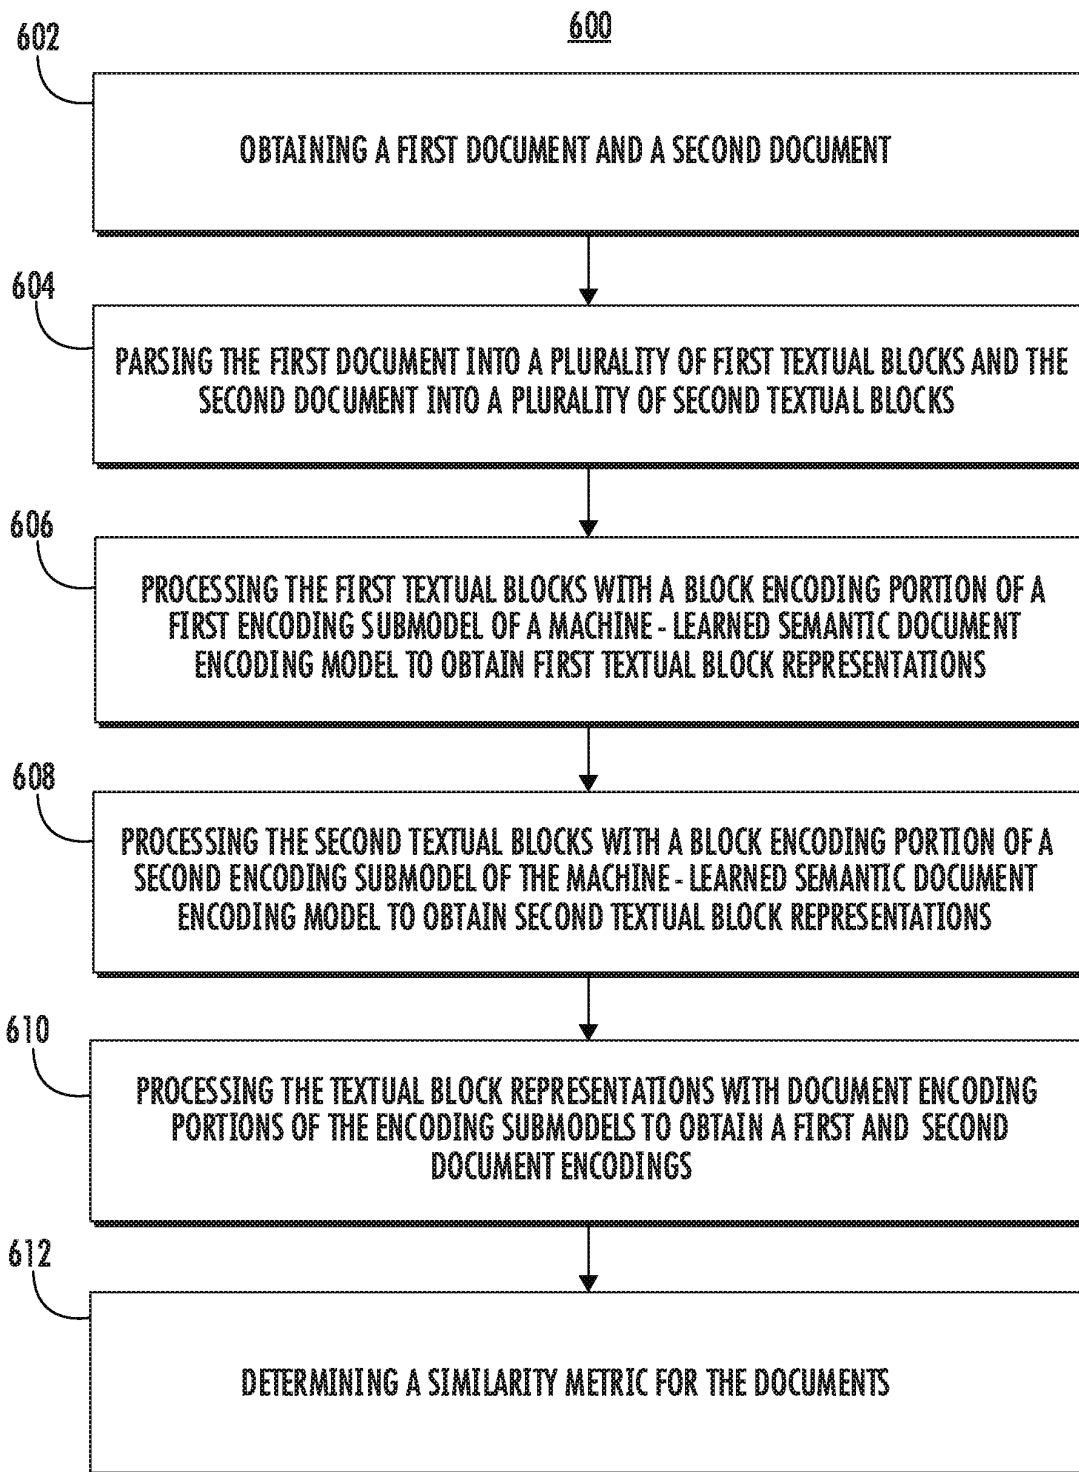 600
602
OBTAINING A FIRST DOCUMENT AND A SECOND DOCUMENT
604
PARSING THE FIRST DOCUMENT INTO A PLURALITY OF FIRST TEXTUAL BLOCKS AND THE
SECOND DOCUMENT INTO A PLURALITY OF SECOND TEXTUAL BLOCKS
606
PROCESSING THE FIRST TEXTUAL BLOCKS WITH A BLOCK ENCODING PORTION OF A
FIRST ENCODING SUBMODEL OF A MACHINE - LEARNED SEMANTIC DOCUMENT
ENCODING MODEL TO OBTAIN FIRST TEXTUAL BLOCK REPRESENTATIONS
608
PROCESSING THE SECOND TEXTUAL BLOCKS WITH A BLOCK ENCODING PORTION OF A
SECOND ENCODING SUBMODEL OF THE MACHINE - LEARNED SEMANTIC DOCUMENT
ENCODING MODEL TO OBTAIN SECOND TEXTUAL BLOCK REPRESENTATIONS
610
PROCESSING THE TEXTUAL BLOCK REPRESENTATIONS WITH DOCUMENT ENCODING
PORTIONS OF THE ENCODING SUBMODELS TO OBTAIN A FIRST AND SECOND
DOCUMENT ENCODINGS
612
DETERMINING A SIMILARITY METRIC FOR THE DOCUMENTS